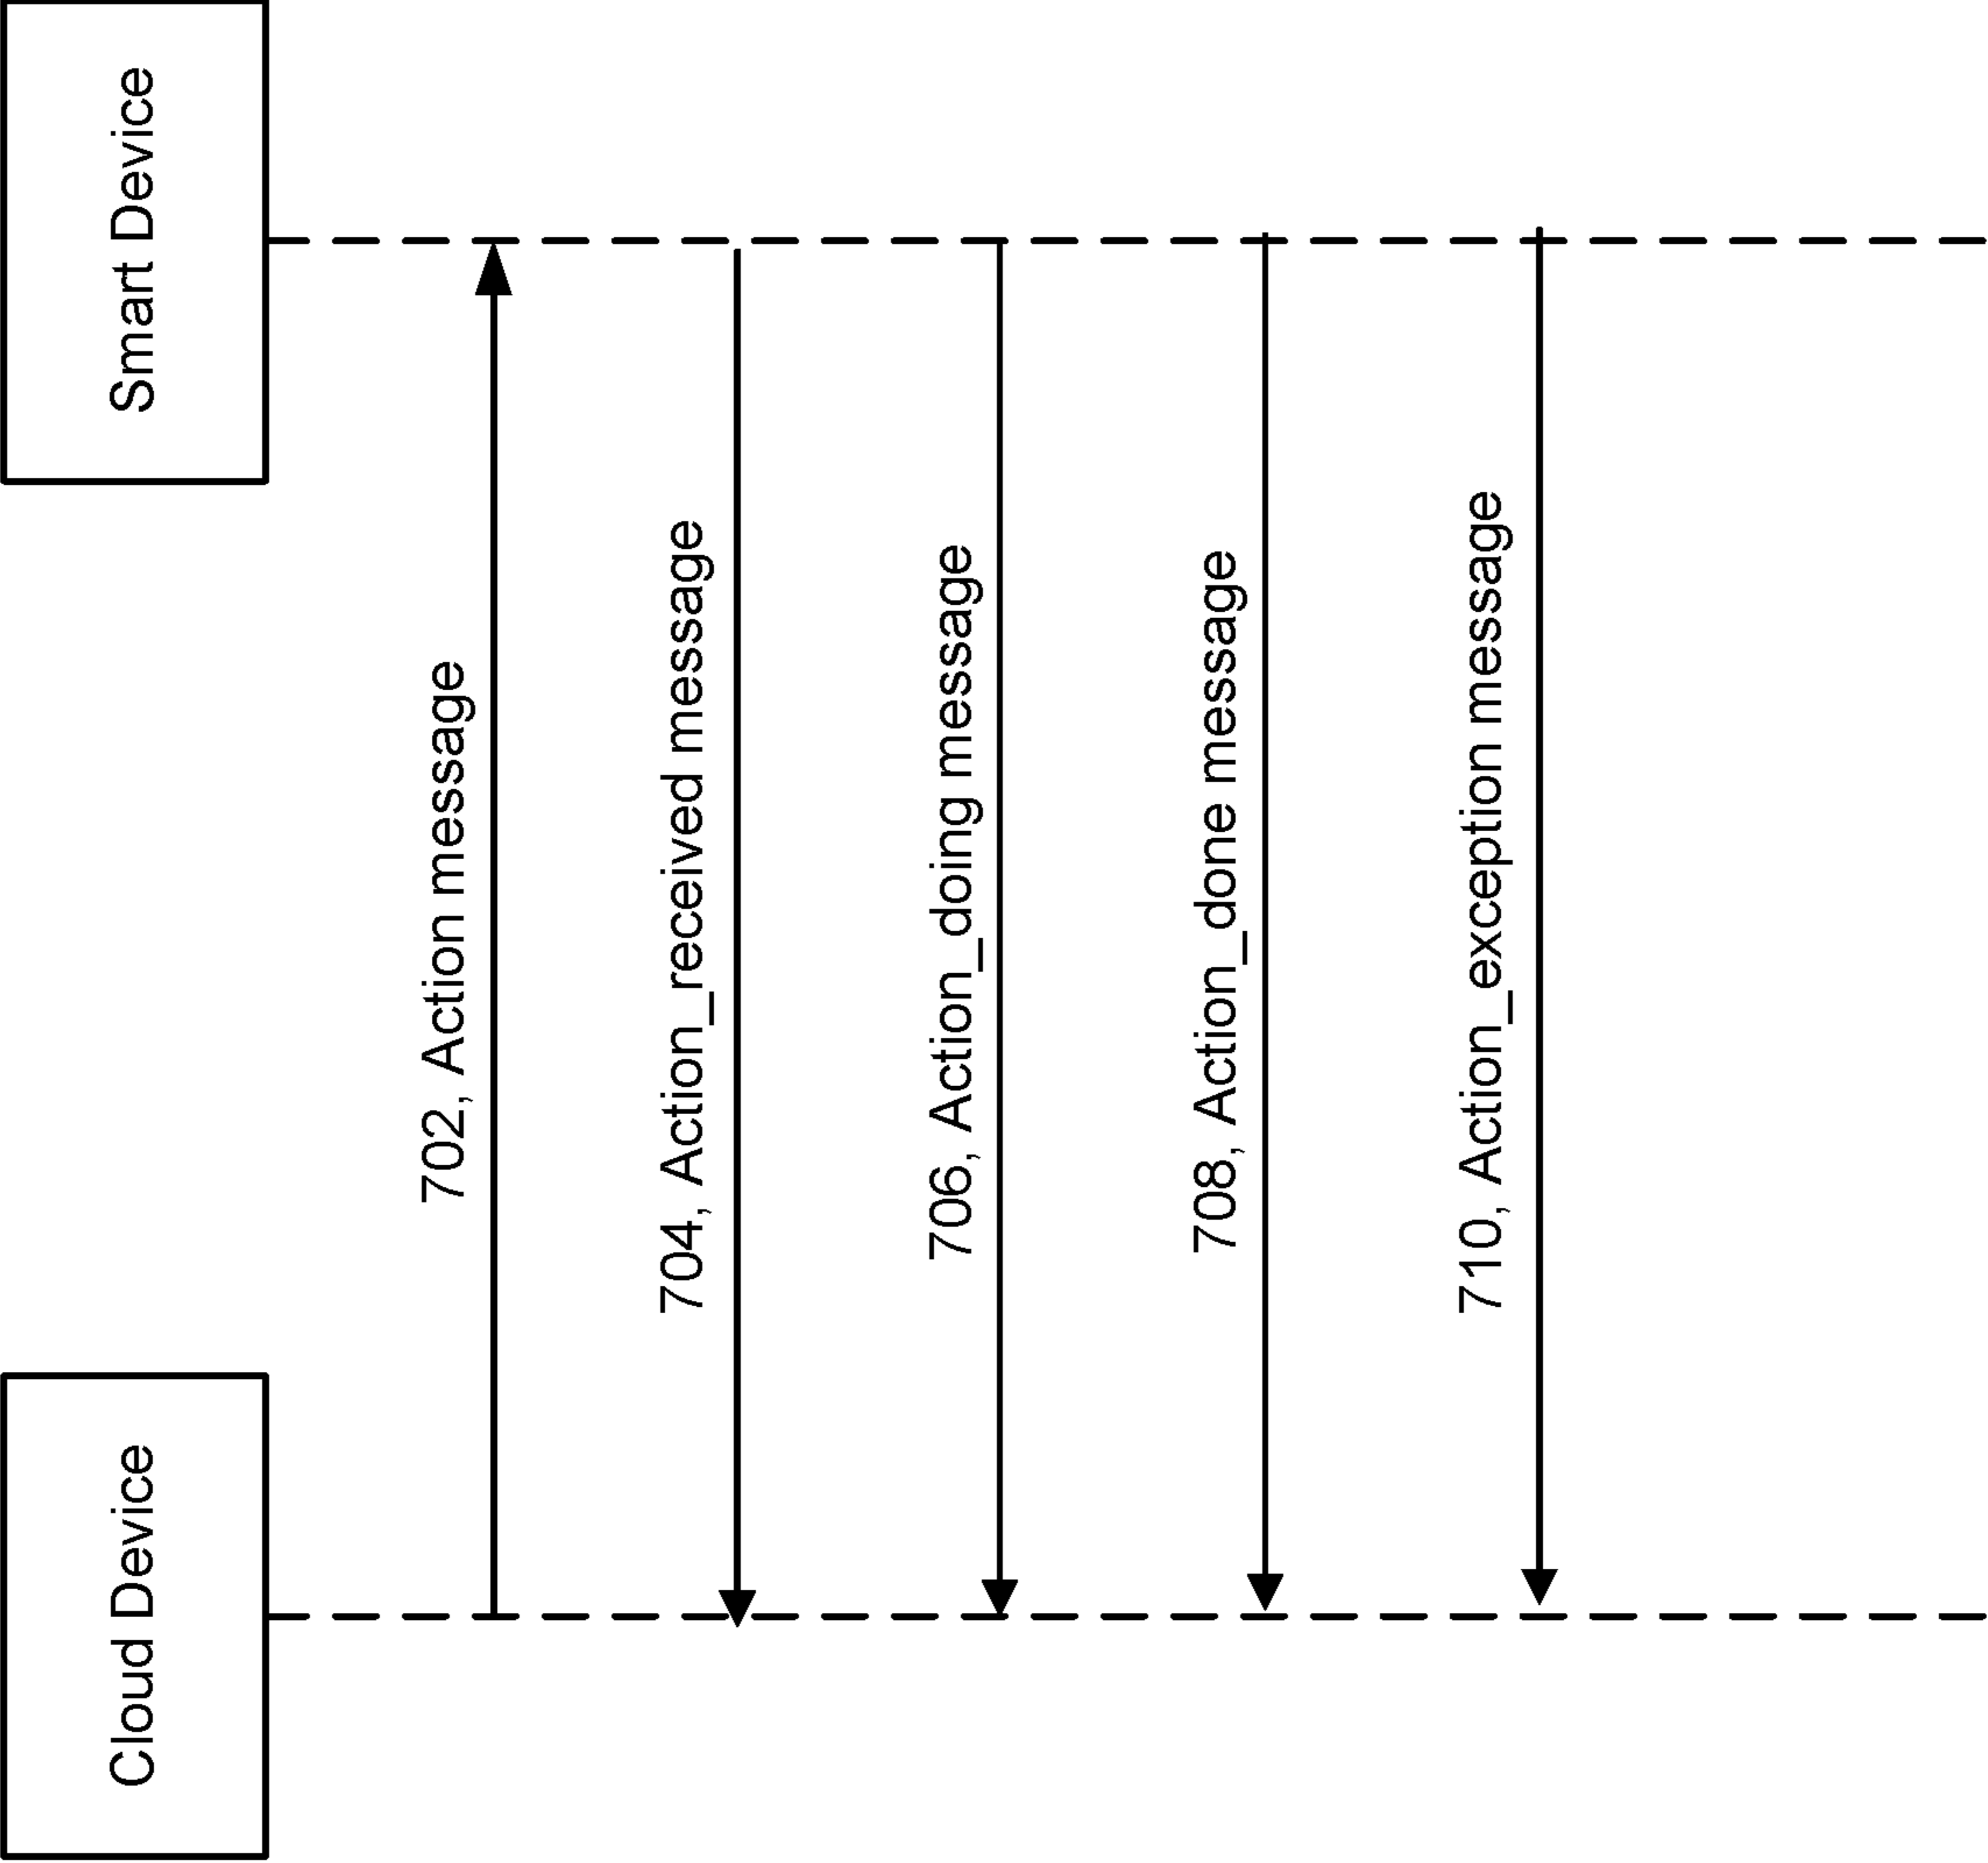 Cloud Device
Smart Device
702, Action message
704, Action_received message
706, Action_doing message
708, Action_done message
710, Action_exception message